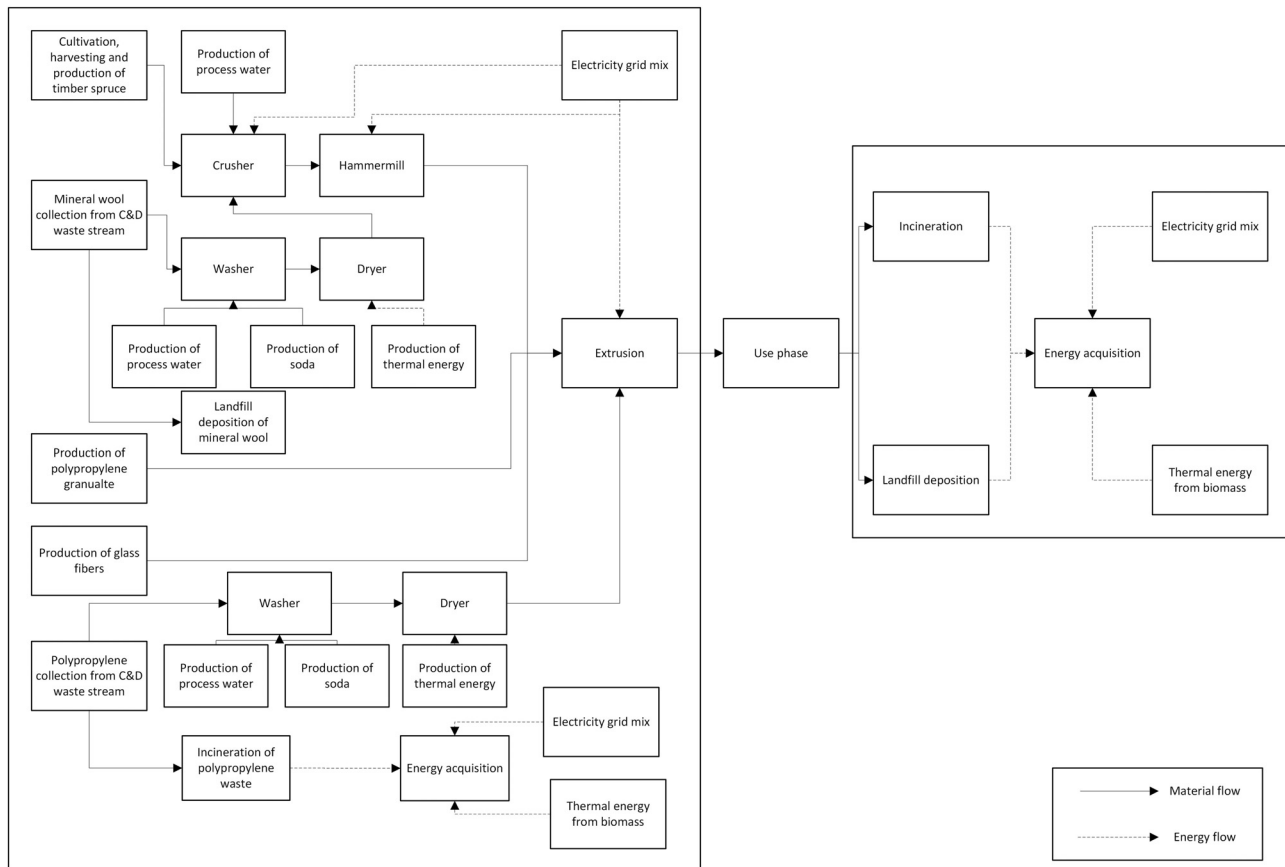 Cultivation,
harvesting and
production of
timber spruce
Production of
process water
Electricity grid mix
Crusher
Hammermill
Mineral wool
collection from C&D
waste stream
Washer
Dryer
Production of
process water
Production of
soda
Production of
thermal energy
Landfill
deposition of
mineral wool
Production of
polypropylene
granualte
Production of glass
fibers
Extrusion
Use phase
Washer
Dryer
Polypropylene
collection from C&D
waste stream
Production of
process water
Production of
soda
Production of
thermal energy
Incineration of
polypropylene
waste
Energy acquisition
Electricity grid mix
Thermal energy
from biomass
Incineration
Landfill deposition
Energy acquisition
Electricity grid mix
Thermal energy
from biomass
Material flow
Energy flow